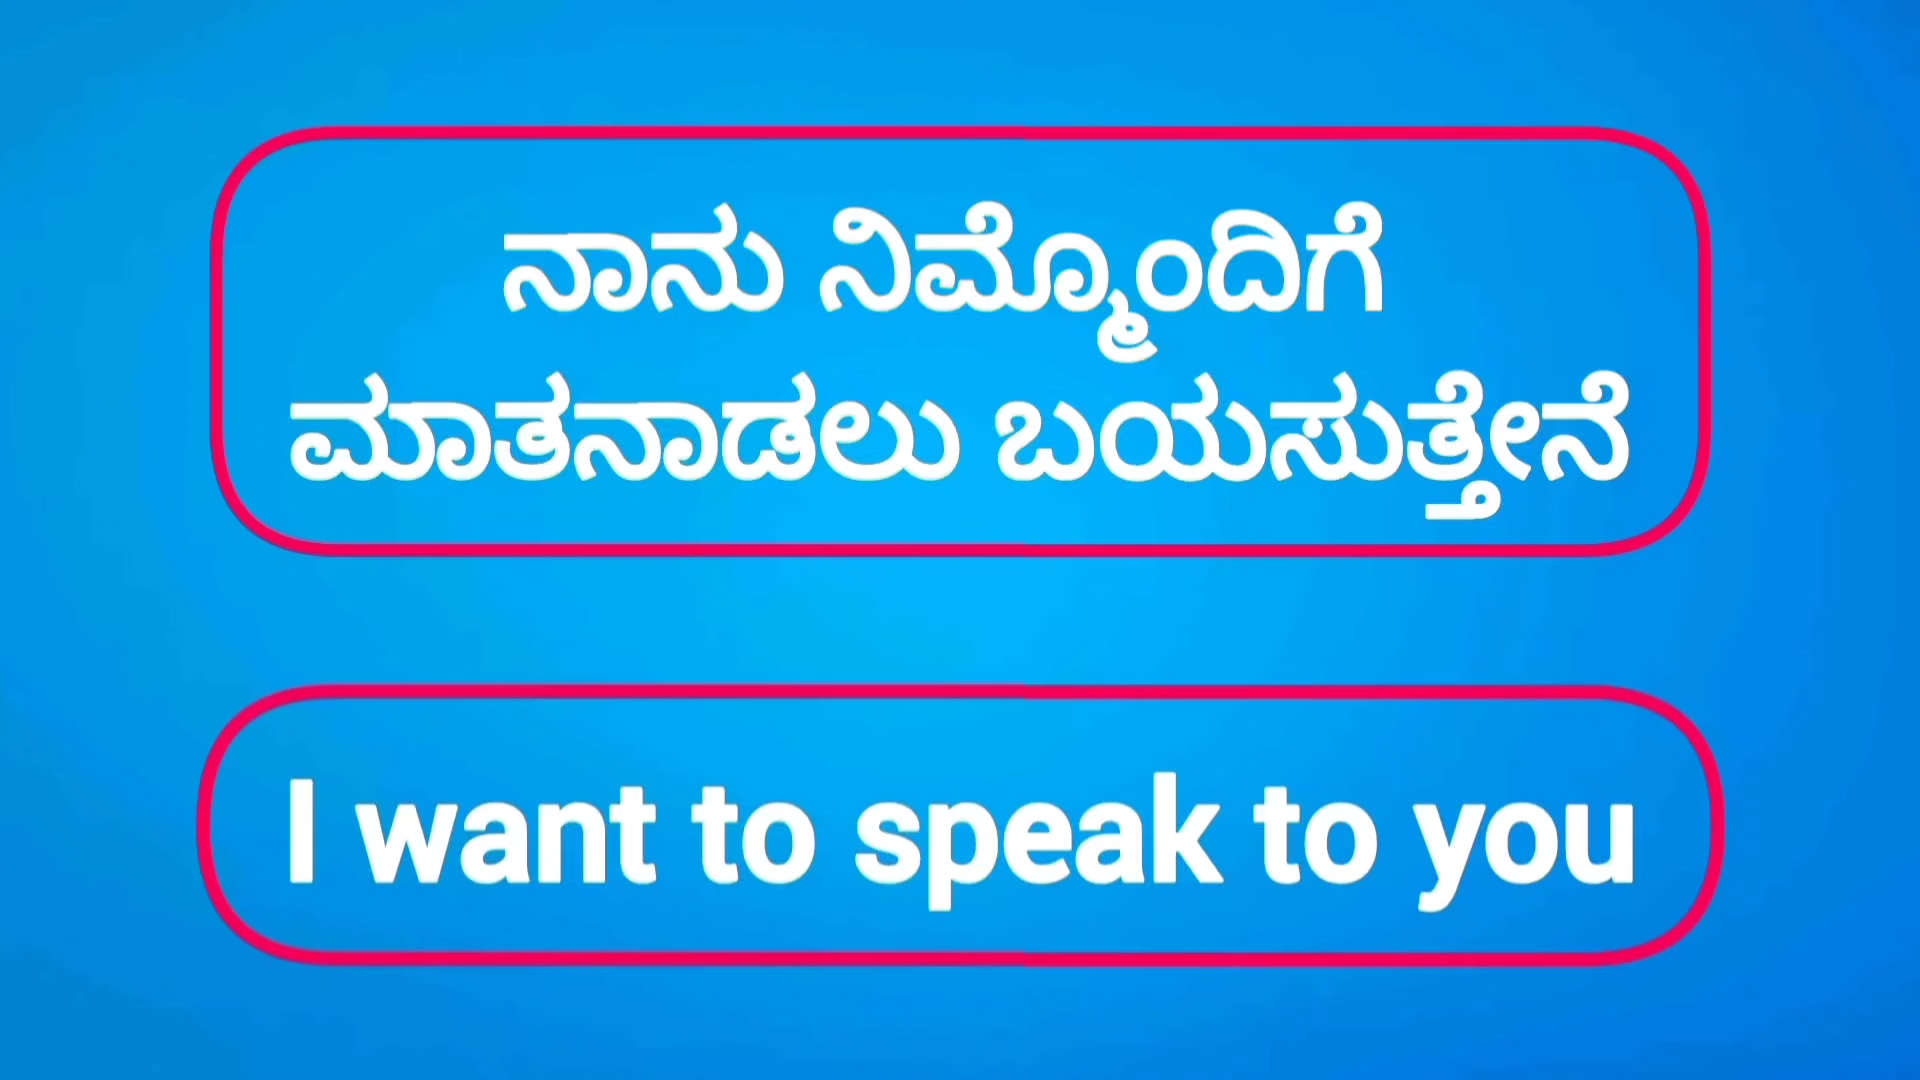 ನಾನು ನಿಮ್ಮೊಂದಿಗೆ
ಮಾತನಾಡಲು ಬಯಸುತ್ತೇನೆ
I want to speak to you